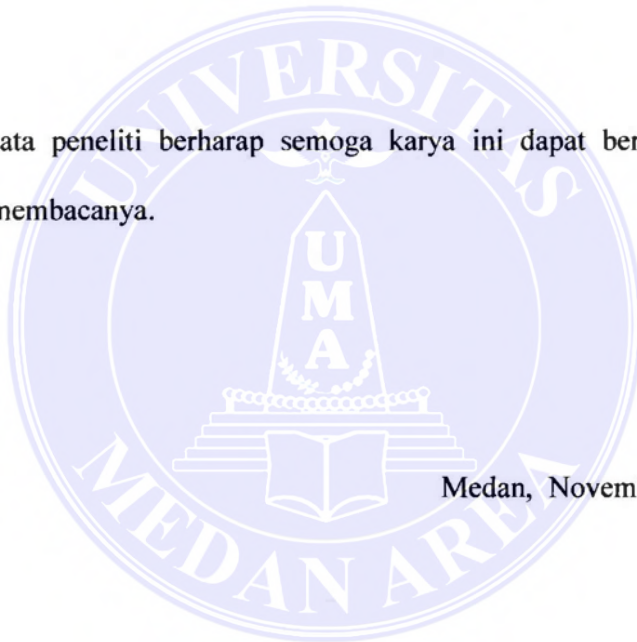 UNIVERSITAS
ata peneliti berharap semoga karya ini dapat ber
membacanya.
UMA
Medan, Novem
MEDAN AREA